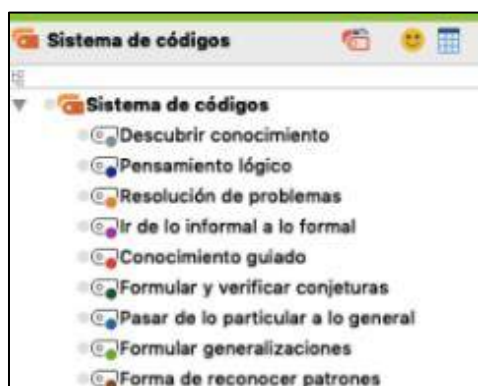 Sistema de códigos
Sistema de códigos
Descubrir conocimiento
Pensamiento lógico
Resolución de problemas
Ir de lo informal a lo formal
Conocimiento guiado
Formular y verificar conjeturas
Pasar de lo particular a lo general
Formular generalizaciones
Forma de reconocer patrones